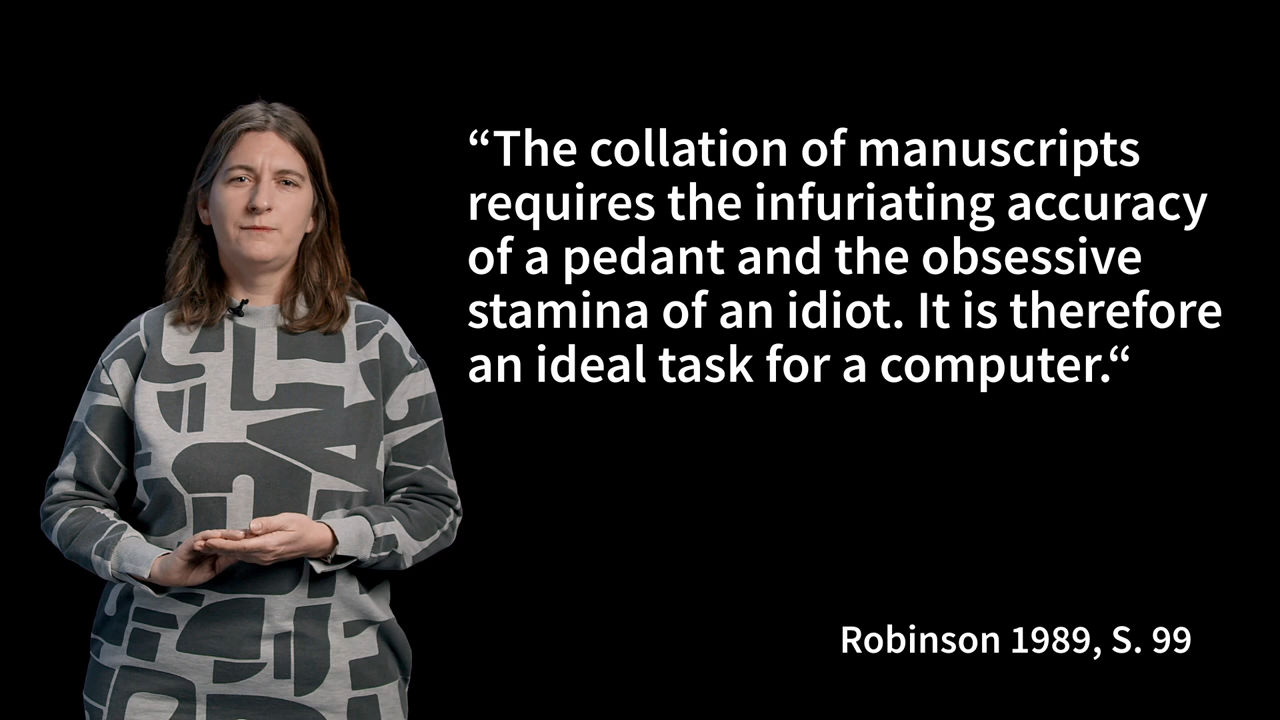 “The collation of manuscripts
requires the infuriating accuracy
of a pedant and the obsessive
stamina of an idiot. It is therefore
an ideal task for a computer.“
Robinson 1989, S. 99